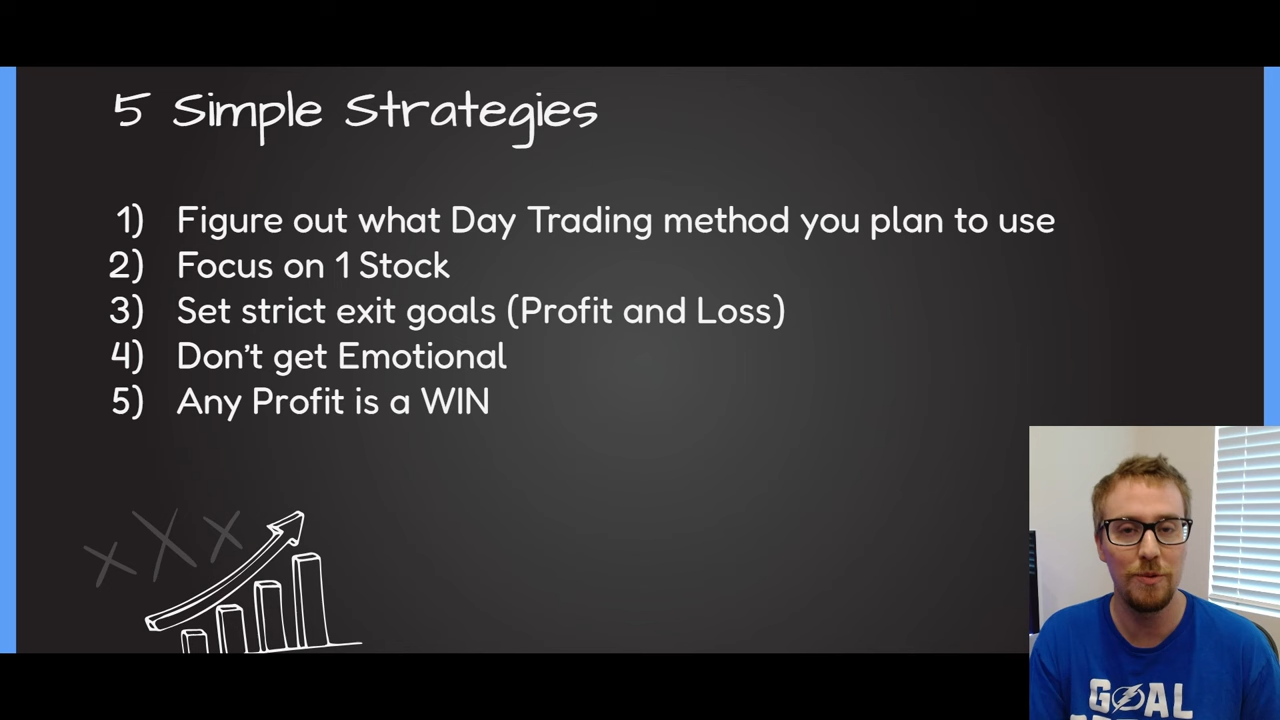 5 Simple Strategies
1) Figure out what Day Trading method you plan to use
2) Focus on 1 Stock
3) Set strict exit goals (Profit and Loss)
4) Don't get Emotional
5) Any Profit is a WIN
GOAL